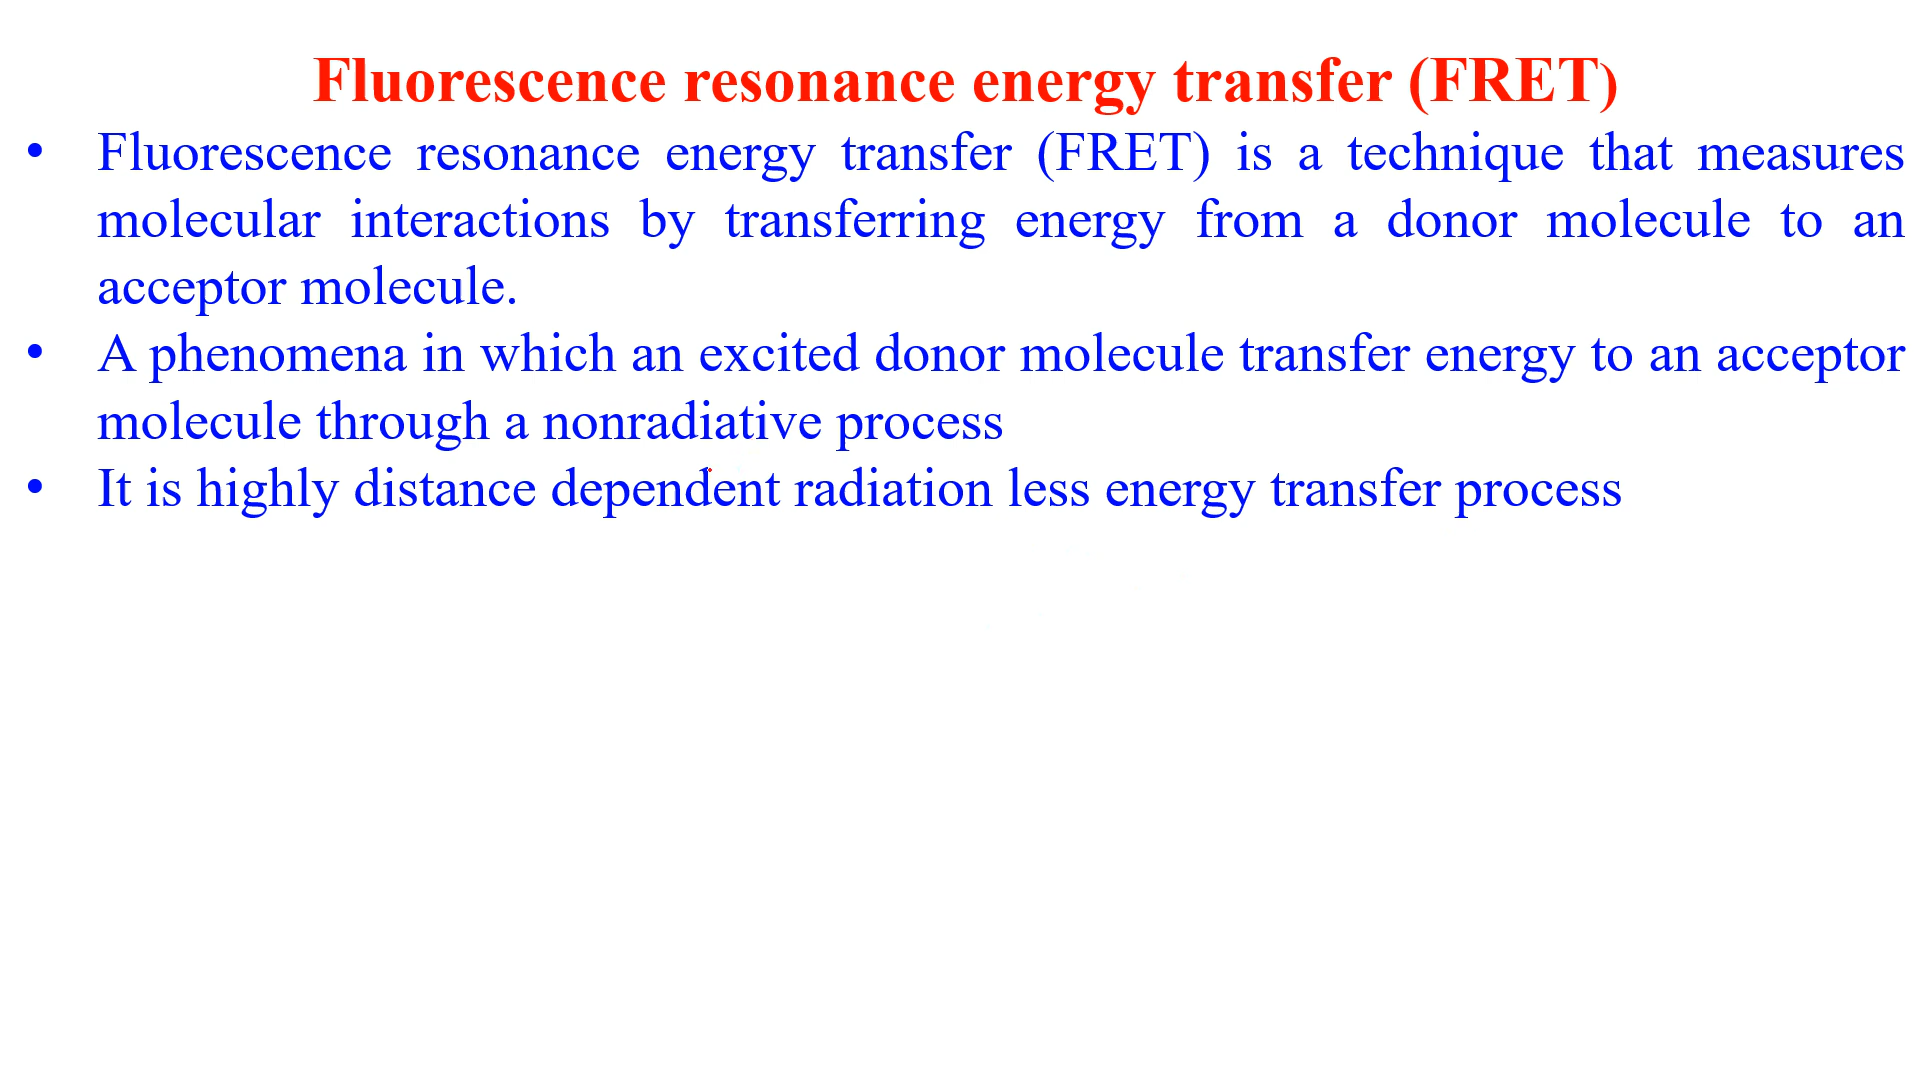 Fluorescence resonance energy transfer (FRET)
• Fluorescence resonance energy transfer (FRET) is a technique that measures
molecular interactions by transferring energy from a donor molecule to an
acceptor molecule.
• A phenomena in which an excited donor molecule transfer energy to an acceptor
molecule through a nonradiative process
• It is highly distance dependent radiation less energy transfer process